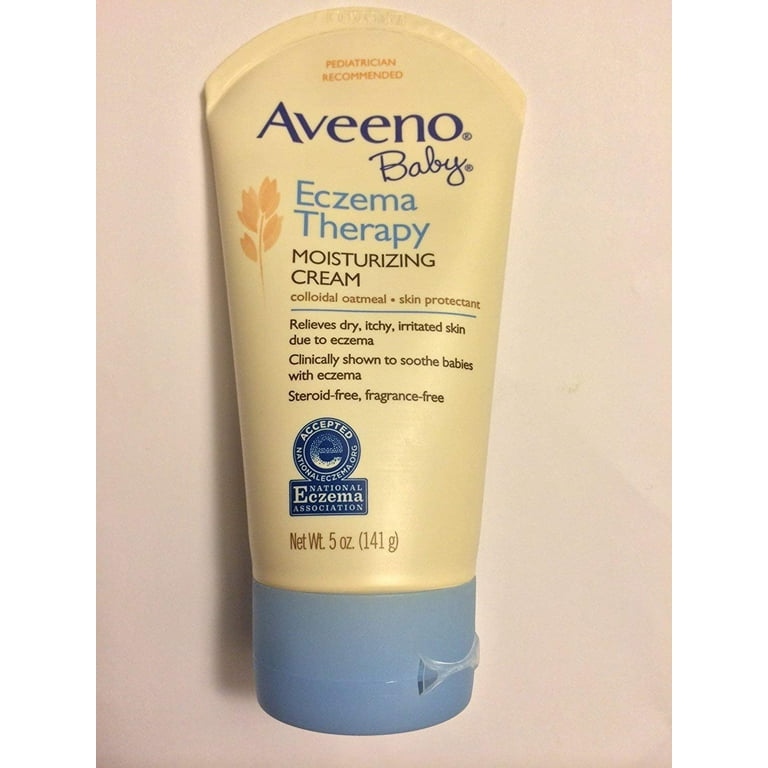 PEDIATRICIAN
RECOMMENDED
Aveeno®
Baby®
Eczema
Therapy
MOISTURIZING
CREAM
colloidal oatmeal • skin protectant
Relieves dry, itchy, irritated skin
due to eczema
Clinically shown to soothe babies
with eczema
Steroid-free, fragrance-free
ACCEPTED
NATIONALECZEMA.ORG
NATIONAL
Eczema
ASSOCIATION
Net Wt. 5 oz. (141 g)